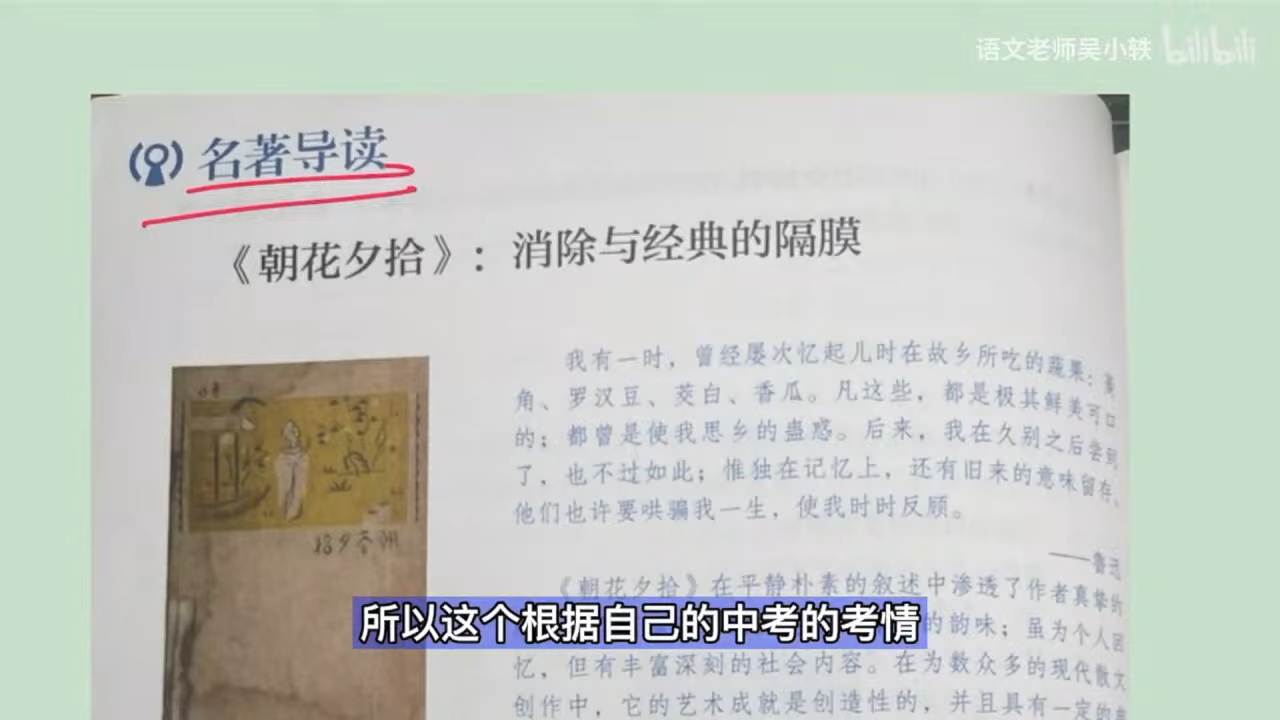 语文老师吴小轶 bilibili
名著导读
《朝花夕拾》：消除与经典的隔膜
我有一时，曾经屡次忆起儿时在故乡所吃的蔬果：菱
角、罗汉豆、茭白、香瓜。凡这些，都是极其鲜美可口
的；都曾是使我思乡的蛊惑。后来，我在久别之后尝到
了，也不过如此；惟独在记忆上，还有旧来的意味留存。
他们也许要哄骗我一生，使我时时反顾。
——鲁迅
拾夕花朝
《朝花夕拾》在平静朴素的叙述中渗透了作者真挚的
的韵味；虽为个人回
忆，但有丰富深刻的社会内容。在为数众多的现代散文
创作中，它的艺术成就是创造性的，并且具有一定的
所以这个根据自己的中考的考情